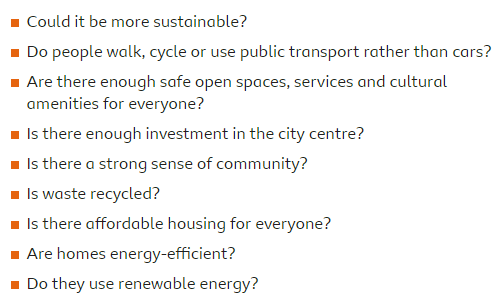 Could it be more sustainable?
Do people walk, cycle or use public transport rather than cars?
Are there enough safe open spaces, services and cultural
amenities for everyone?
Is there enough investment in the city centre?
Is there a strong sense of community?
Is waste recycled?
Is there affordable housing for everyone?
Are homes energy-efficient?
Do they use renewable energy?